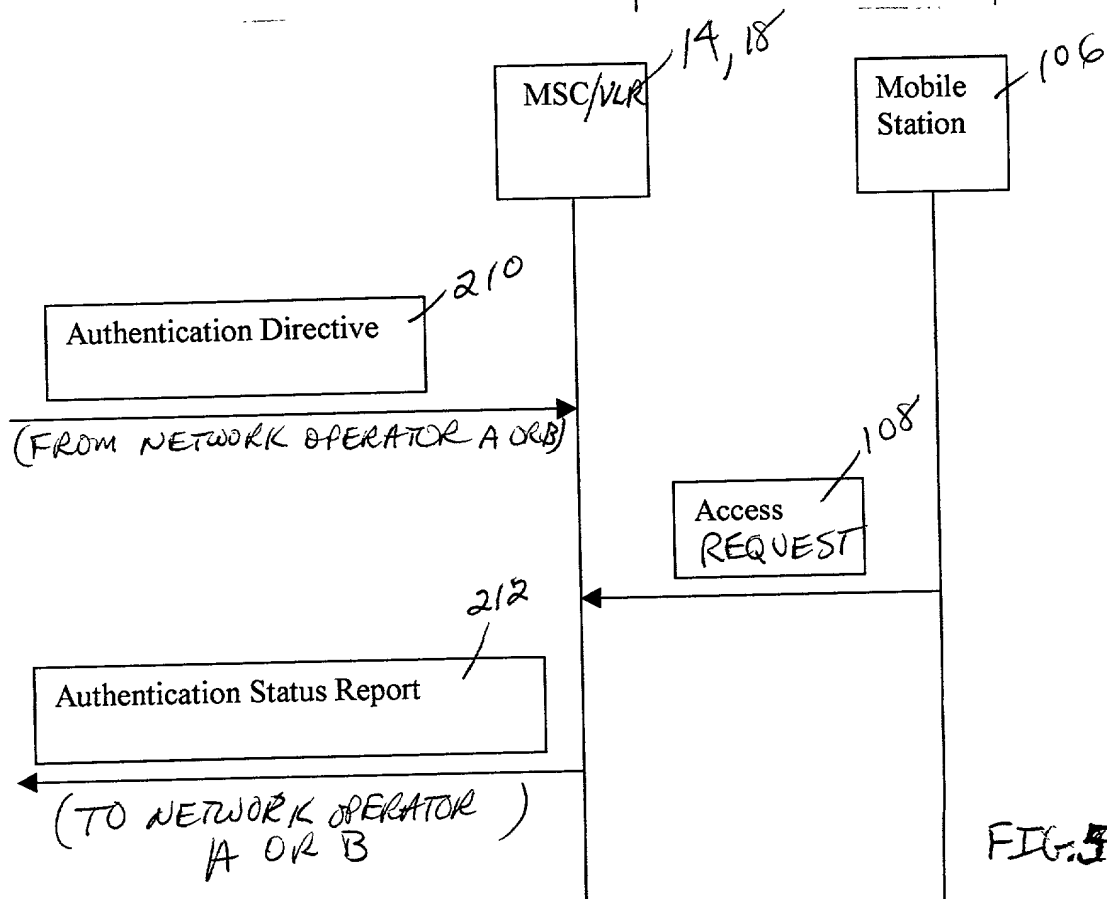 14, 18
106
MSC/VLR
Mobile
Station
210
Authentication Directive
(FROM NETWORK OPERATOR A OR B)
108
Access
REQUEST
212
Authentication Status Report
(TO NETWORK OPERATOR)
A OR B
FIG.